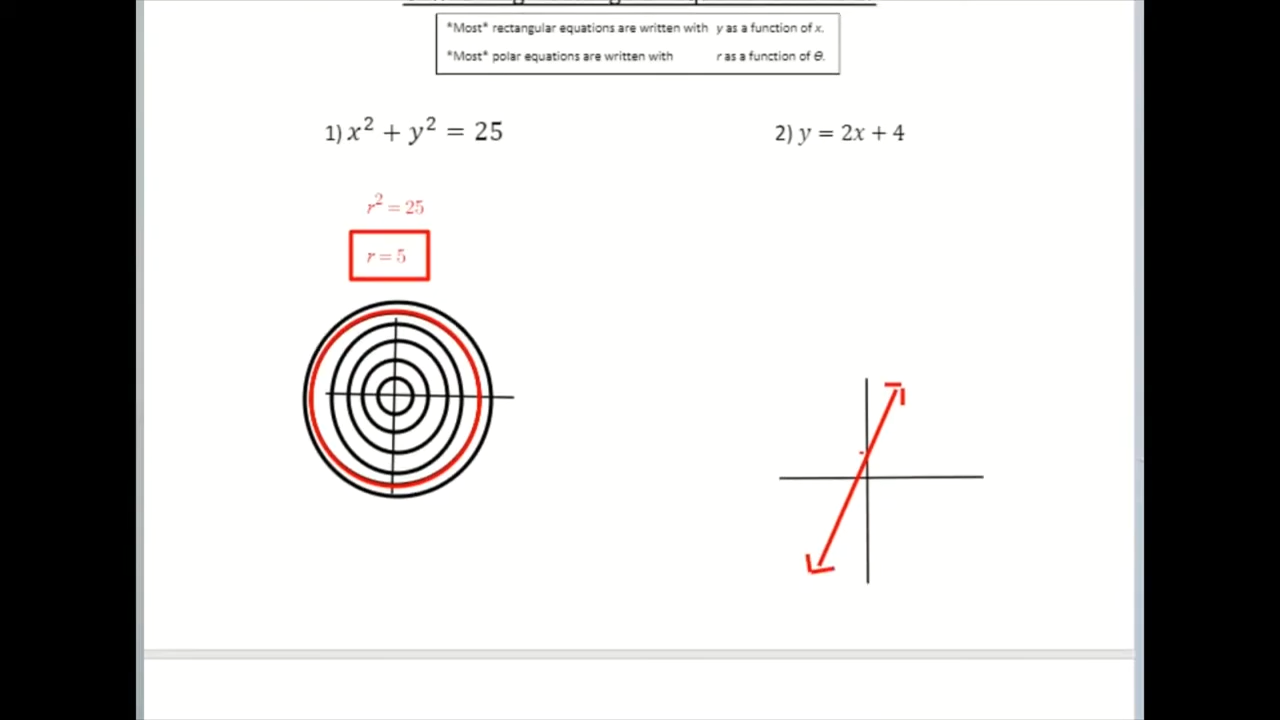 *Most* rectangular equations are written with y as a function of x.
*Most* polar equations are written with r as a function of θ.
1) x² + y² = 25
2) y = 2x + 4
r² = 25
r = 5